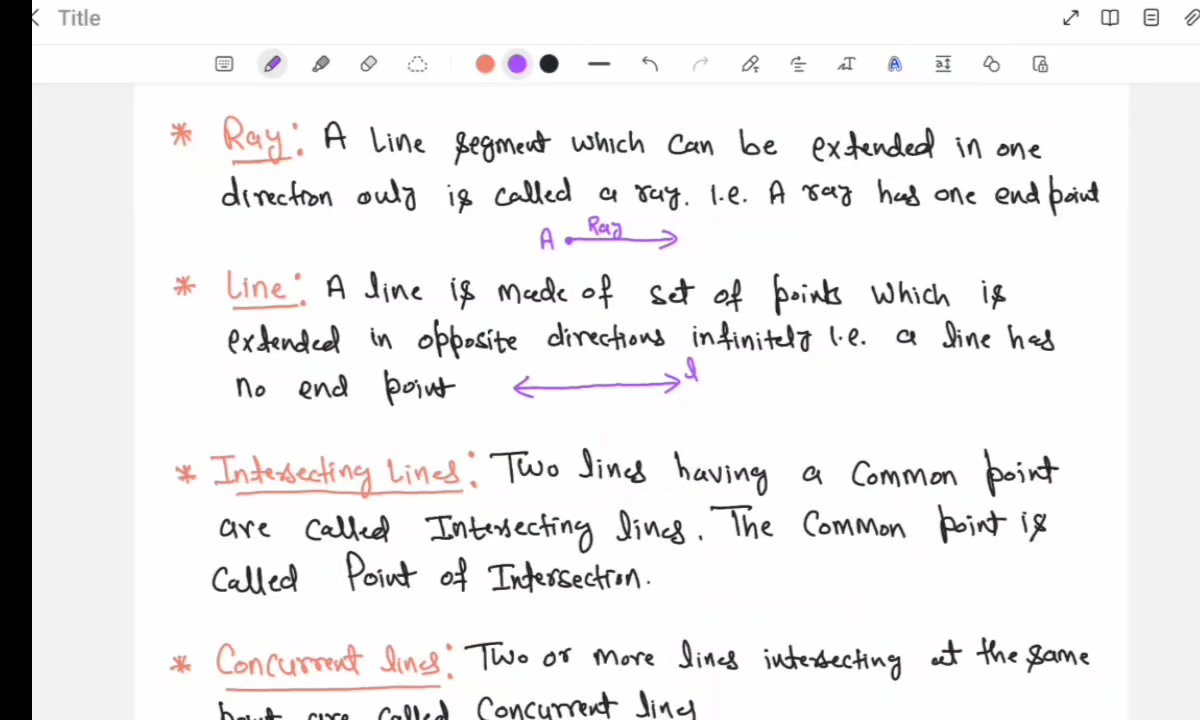 Title
* Ray: A line segment which can be extended in one
direction only is called a ray. i.e. A ray has one end point
A Ray
* Line: A line is made of set of points which is
extended in opposite directions infinitely i.e. a line has
no end point l
* Intersecting Lines: Two lines having a common point
are called Intersecting lines. The common point is
called Point of Intersection.
* Concurrent lines: Two or more lines intersecting at the same
point are called concurrent lines